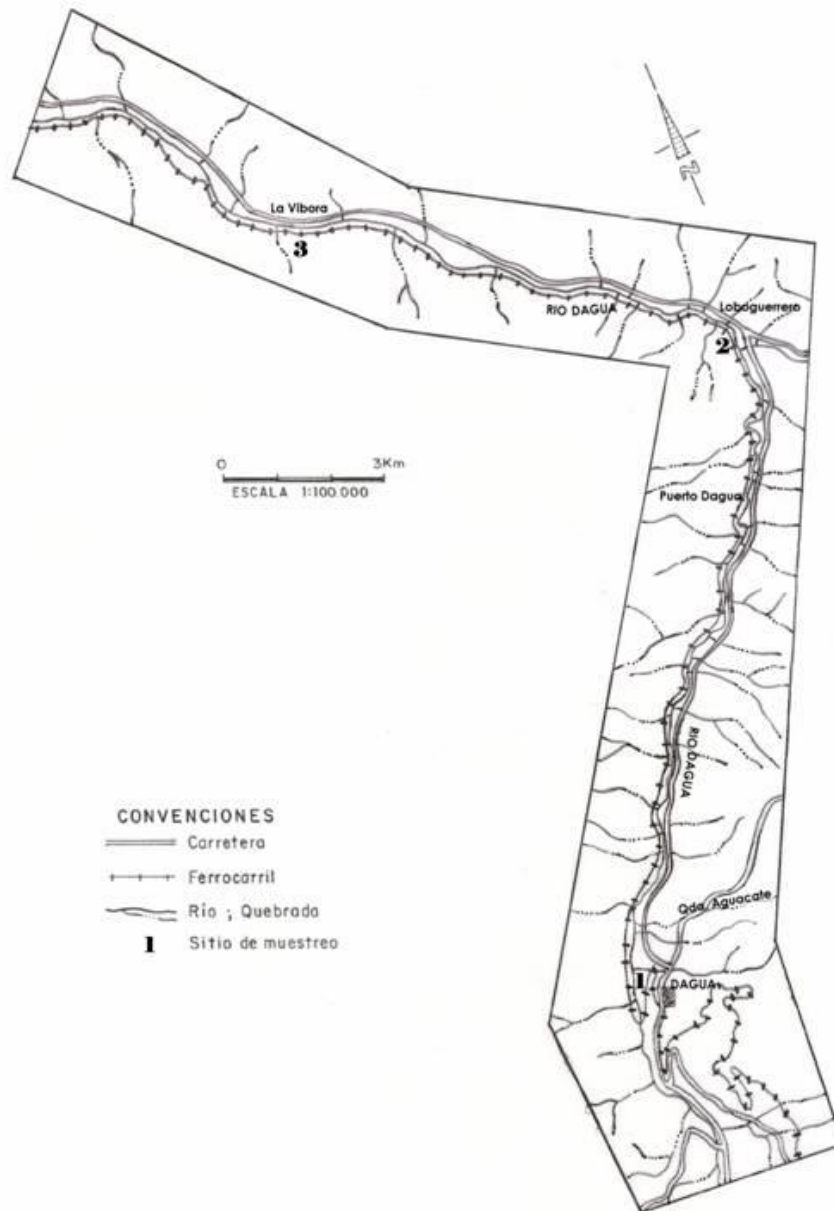 N
La Vibora
3
RIO DAGUA
Loboguerrero
2
0 3Km
ESCALA 1:100.000
Puerto Dagua
RIO DAGUA
CONVENCIONES
Carretera
Ferrocarril
Río ; Quebrada
1 Sitio de muestreo
Qda. Aguacate
1
DAGUA